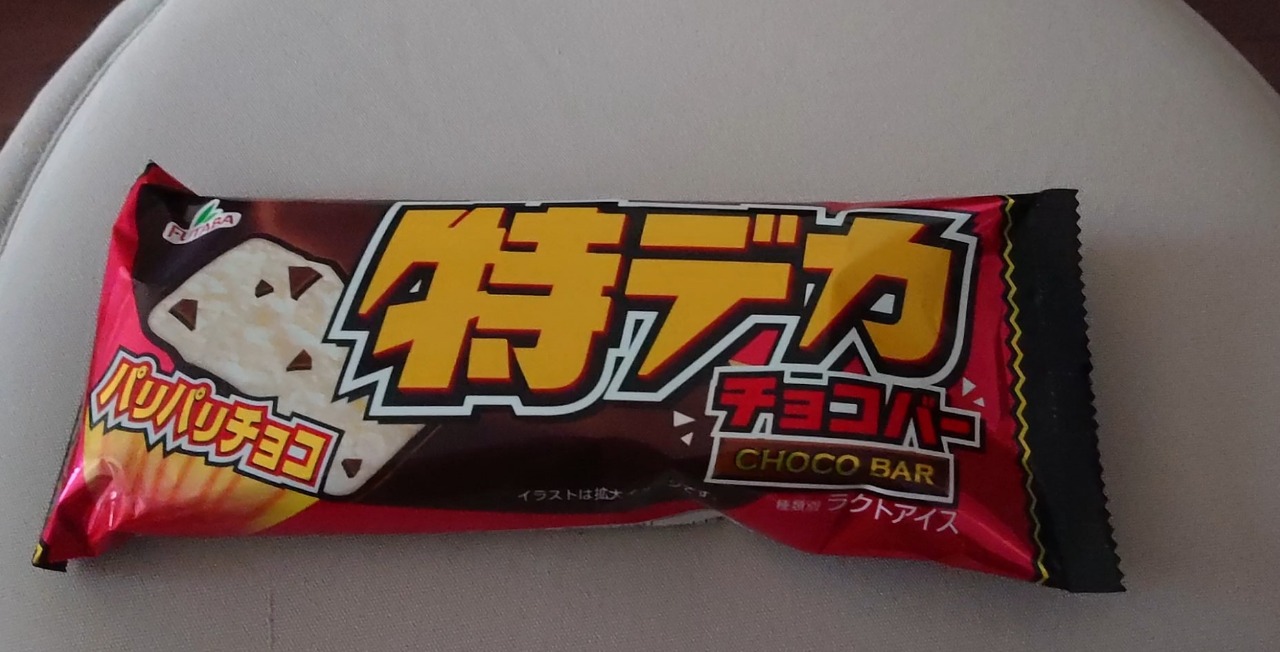 FUTABA
特デカ
チョコバー
CHOCO BAR
パリパリチョコ
イラストは拡大
種類別 ラクトアイス